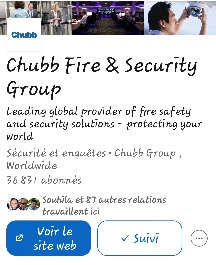 Chubb
Chubb Fire & Security
Group
Leading global provider of fire safety
and security solutions - protecting your
world
Sécurité et enquêtes • Chubb Group ,
Worldwide
36 831 abonnés
Souhila et 87 autres relations
travaillent ici
Voir le
site web
Suivi